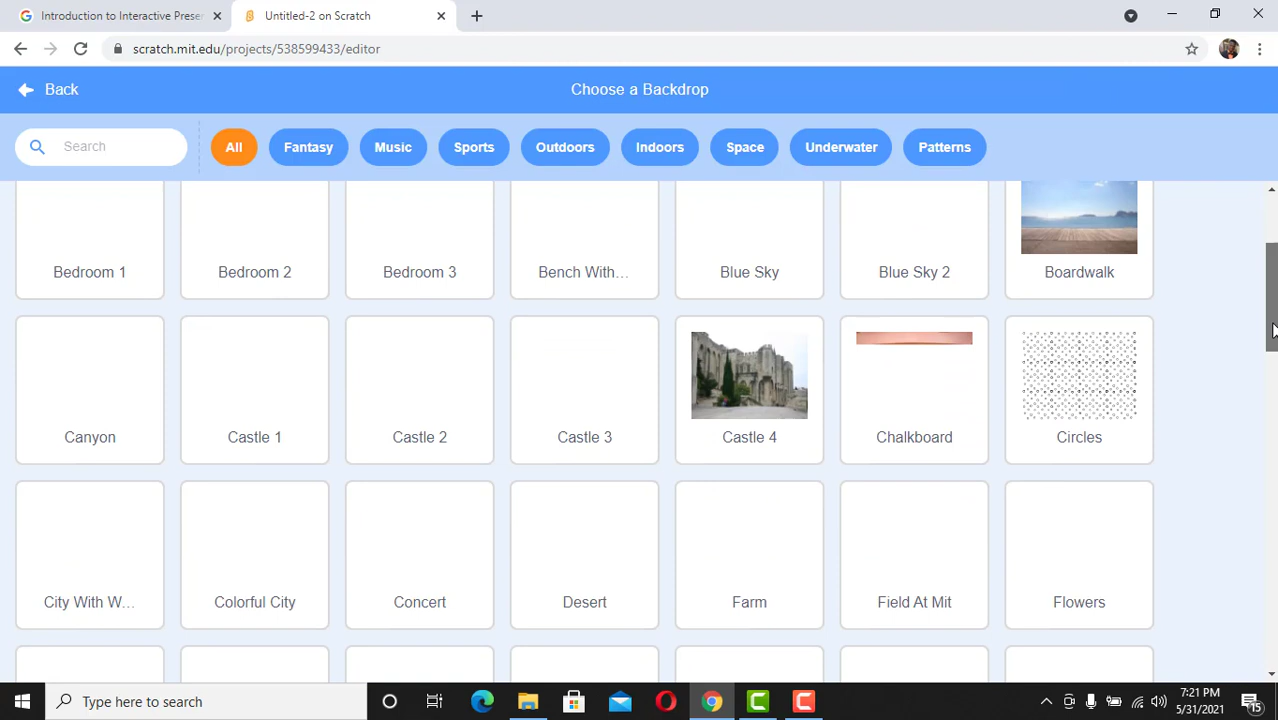 Introduction to Interactive Preser
Untitled-2 on Scratch
scratch.mit.edu/projects/538599433/editor
Back
Choose a Backdrop
Search
All
Fantasy
Music
Sports
Outdoors
Indoors
Space
Underwater
Patterns
Bedroom 1
Bedroom 2
Bedroom 3
Bench With...
Blue Sky
Blue Sky 2
Boardwalk
Canyon
Castle 1
Castle 2
Castle 3
Castle 4
Chalkboard
Circles
City With W...
Colorful City
Concert
Desert
Farm
Field At Mit
Flowers
Type here to search
7:21 PM
5/31/2021
15